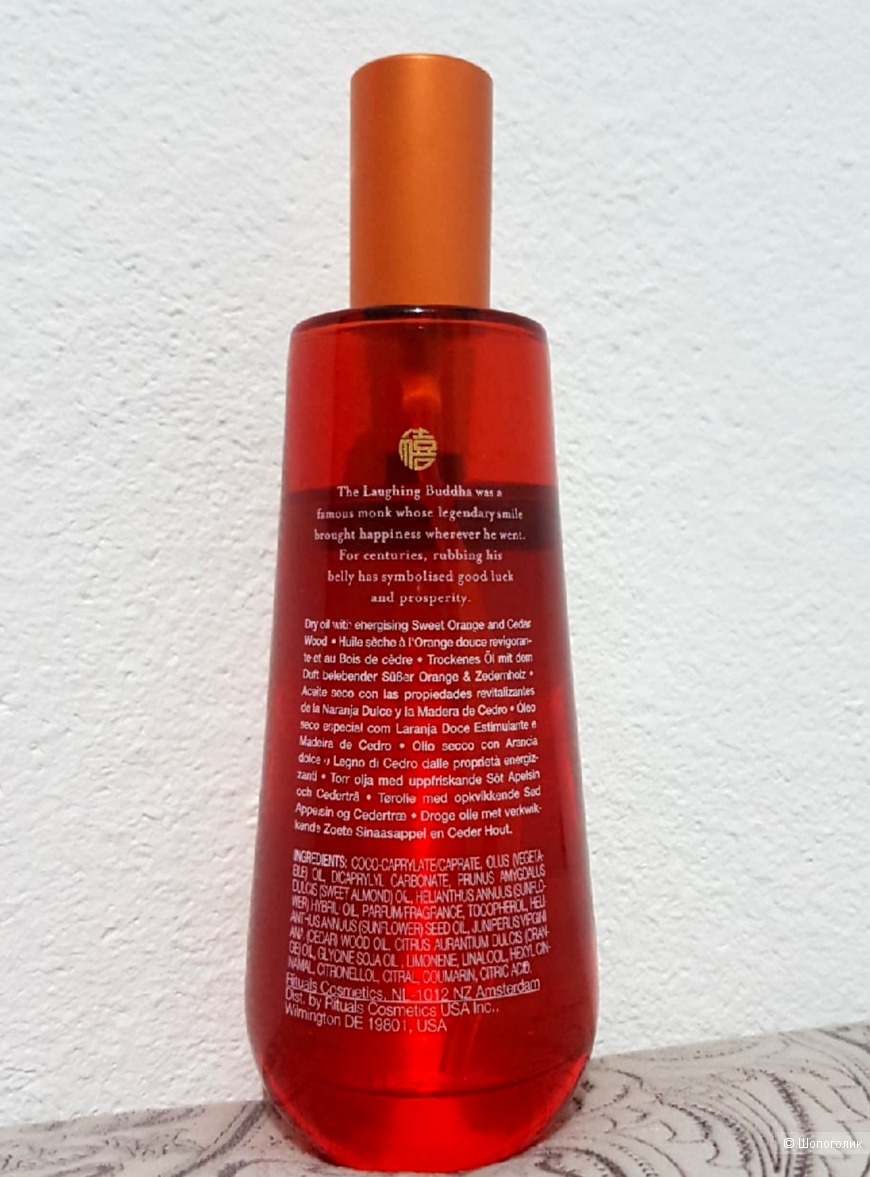 禧
The Laughing Buddha was a
famous monk whose legendary smile
brought happiness wherever he went.
For centuries, rubbing his
belly has symbolised good luck
and prosperity.
Dry oil with energising Sweet Orange and Cedar
Wood • Huile sèche à l'Orange douce revigoran-
te et au Bois de cèdre • Trockenes Öl mit dem
Duft belebender Süßer Orange & Zedernholz •
Aceite seco con las propiedades revitalizantes
de la Naranja Dulce y la Madera de Cedro • Óleo
seco especial com Laranja Doce Estimulante e
Madeira de Cedro • Olio secco con Arancia
dolce e Legno di Cedro dalle proprietà energiz-
zanti • Torr olja med uppfriskande Söt Apelsin
och Cederträ • Tørolie med opkvikkende Sød
Appelsin og Cedertræ • Droge olie met verkwik-
kende Zoete Sinaasappel en Ceder Hout.
INGREDIENTS: COCO-CAPRYLATE/CAPRATE, OLUS (VEGETA-
BLE) OIL, DICAPRYLYL CARBONATE, PRUNUS AMYGDALUS
DULCIS (SWEET ALMOND) OIL, HELIANTHUS ANNUUS (SUNFLO-
WER) HYBRIL OIL, PARFUM/FRAGRANCE, TOCOPHEROL, HELI
ANTHUS ANNUUS (SUNFLOWER) SEED OIL, JUNIPERUS VIRGINI
ANA (CEDAR) WOOD OIL, CITRUS AURANTIUM DULCIS (ORAN-
GE) OIL, GLYCINE SOJA OIL, LIMONENE, LINALOOL, HEXYL CIN-
NAMAL, CITRONELLOL, CITRAL, COUMARIN, CITRIC ACID.
Rituals Cosmetics, NL-1012 NZ Amsterdam
Dist. by Rituals Cosmetics USA Inc.,
Wilmington DE 19801, USA
© Шопоголик